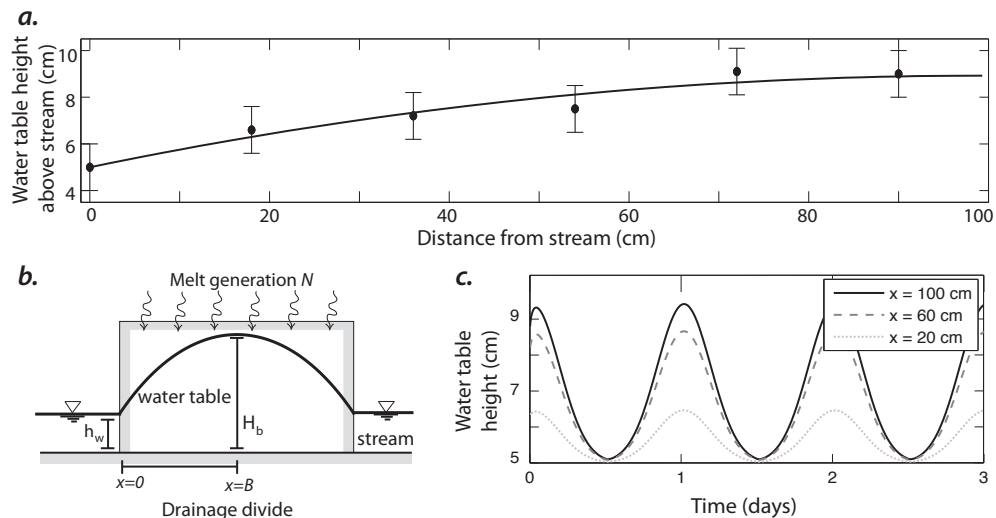 a.
Water table height
above stream (cm)
10
8
6
4
0
20
40
60
80
100
Distance from stream (cm)
b.
Melt generation N
water table
h_w
H_b
stream
x=0
x=B
Drainage divide
c.
Water table
height (cm)
9
7
5
x = 100 cm
x = 60 cm
x = 20 cm
0
1
2
3
Time (days)